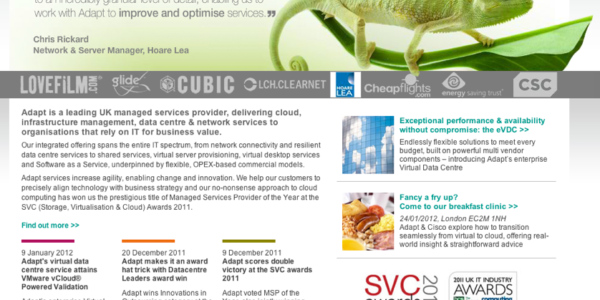 to a incredibly granular level of detail, enabling us to
work with Adapt to improve and optimise services.”
Chris Rickard
Network & Server Manager, Hoare Lea
LOVEFiLM.COM glide CUBIC LCH.CLEARNET HOARE LEA Cheapflights.com energy saving trust CSC
Adapt is a leading UK managed services provider, delivering cloud,
infrastructure management, data centre & network services to
organisations that rely on IT for business value.
Our integrated offering spans the entire IT spectrum, from network connectivity and resilient
data centre services to shared services, virtual server provisioning, virtual desktop services
and Software as a Service, underpinned by flexible, OPEX-based commercial models.
Adapt services increase agility, enabling change and innovation. We help our customers to
precisely align technology with business strategy and our no-nonsense approach to cloud
computing has won us the prestigious title of Managed Services Provider of the Year at the
SVC (Storage, Virtualisation & Cloud) Awards 2011.
Find out more >>
9 January 2012
Adapt's virtual data
centre service attains
VMware vCloud®
Powered Validation
20 December 2011
Adapt makes it an award
hat trick with Datacentre
Leaders award win
Adapt wins Innovations in
9 December 2011
Adapt scores double
victory at the SVC awards
2011
Adapt voted MSP of the
Exceptional performance & availability
without compromise: the eVDC >>
Endlessly flexible solutions to meet every
budget, built on powerful multi vendor
components – introducing Adapt's enterprise
Virtual Data Centre
Fancy a fry up?
Come to our breakfast clinic >>
24/01/2012, London EC2M 1NH
Adapt & Cisco explore how to transition
seamlessly from virtual to cloud, offering real-
world insight & straightforward advice
SVC
201
2011 UK IT INDUSTRY
AWARDS
computing